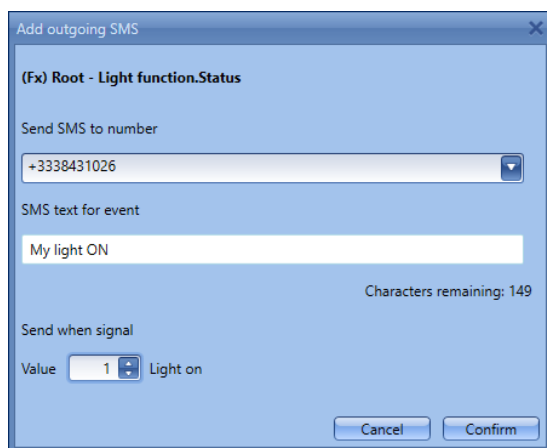 Add outgoing SMS
(Fx) Root - Light function.Status
Send SMS to number
+3338431026
SMS text for event
My light ON
Characters remaining: 149
Send when signal
Value 1 Light on
Cancel Confirm